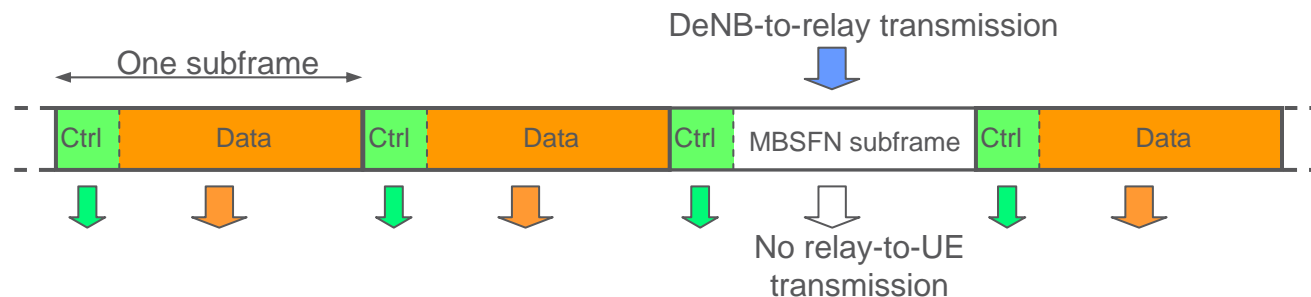 DeNB-to-relay transmission
One subframe
Ctrl Data Ctrl Data Ctrl MBSFN subframe Ctrl Data
No relay-to-UE
transmission